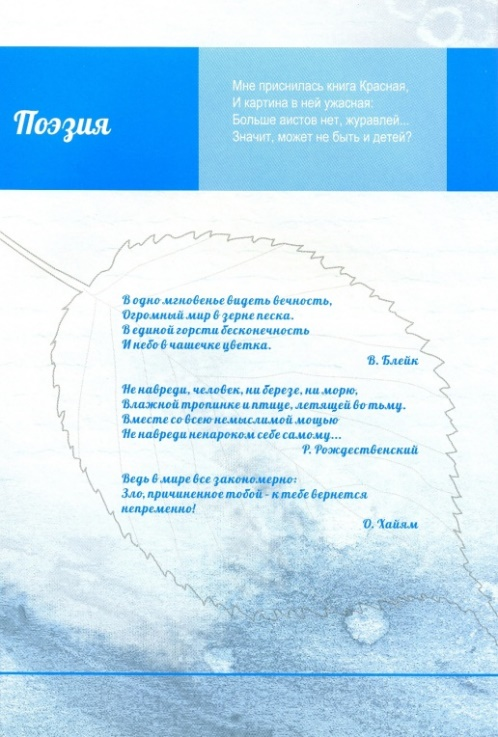 Поэзия
Мне приснилась книга Красная,
И картина в ней ужасная:
Больше аистов нет, журавлей...
Значит, может не быть и детей?
В одно мгновенье видеть вечность,
Огромный мир в зерне песка.
В единой горсти бесконечность
И небо в чашечке цветка.
В. Блейк
Не навреди, человек, ни березе, ни морю,
Влажной тропинке и птице, летящей во тьму.
Вместе со всею немыслимой мощью
Не навреди ненароком себе самому...
Р. Рождественский
Ведь в мире все закономерно:
Зло, причиненное тобой - к тебе вернется
непременно!
О. Хайям